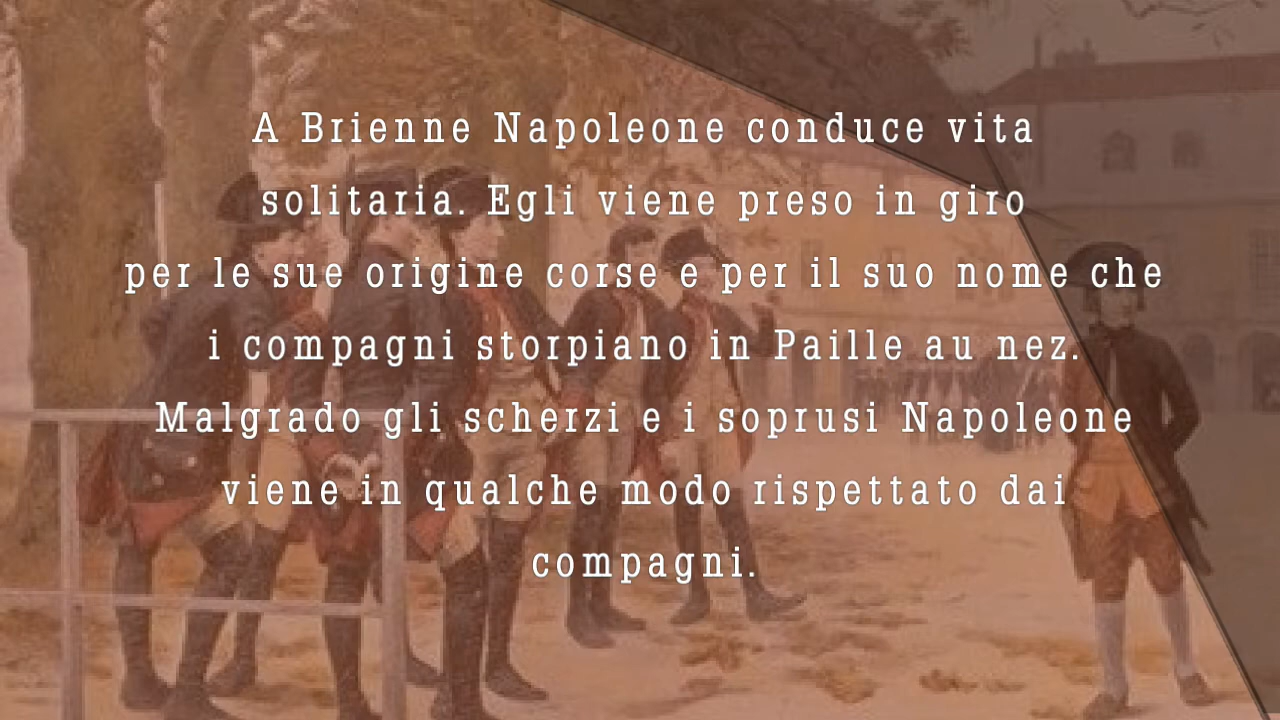 A Brienne Napoleone conduce vita
solitaria. Egli viene preso in giro
per le sue origine corse e per il suo nome che
i compagni storpiano in Paille au nez.
Malgrado gli scherzi e i soprusi Napoleone
viene in qualche modo rispettato dai
compagni.